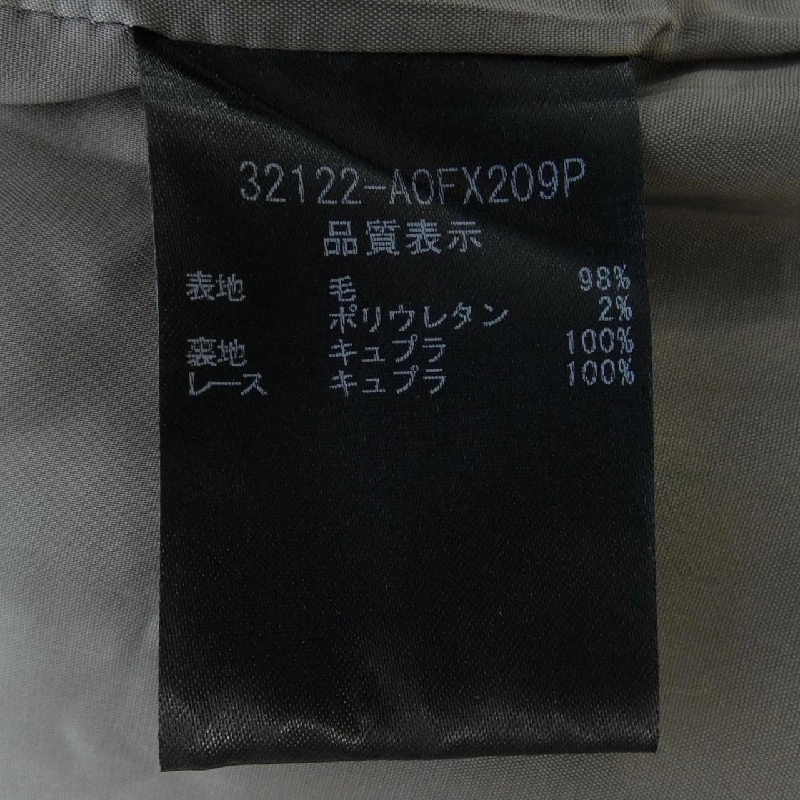 32122-A0FX209P
品質表示
表地 毛 98%
ポリウレタン 2%
裏地 キュプラ 100%
レース キュプラ 100%